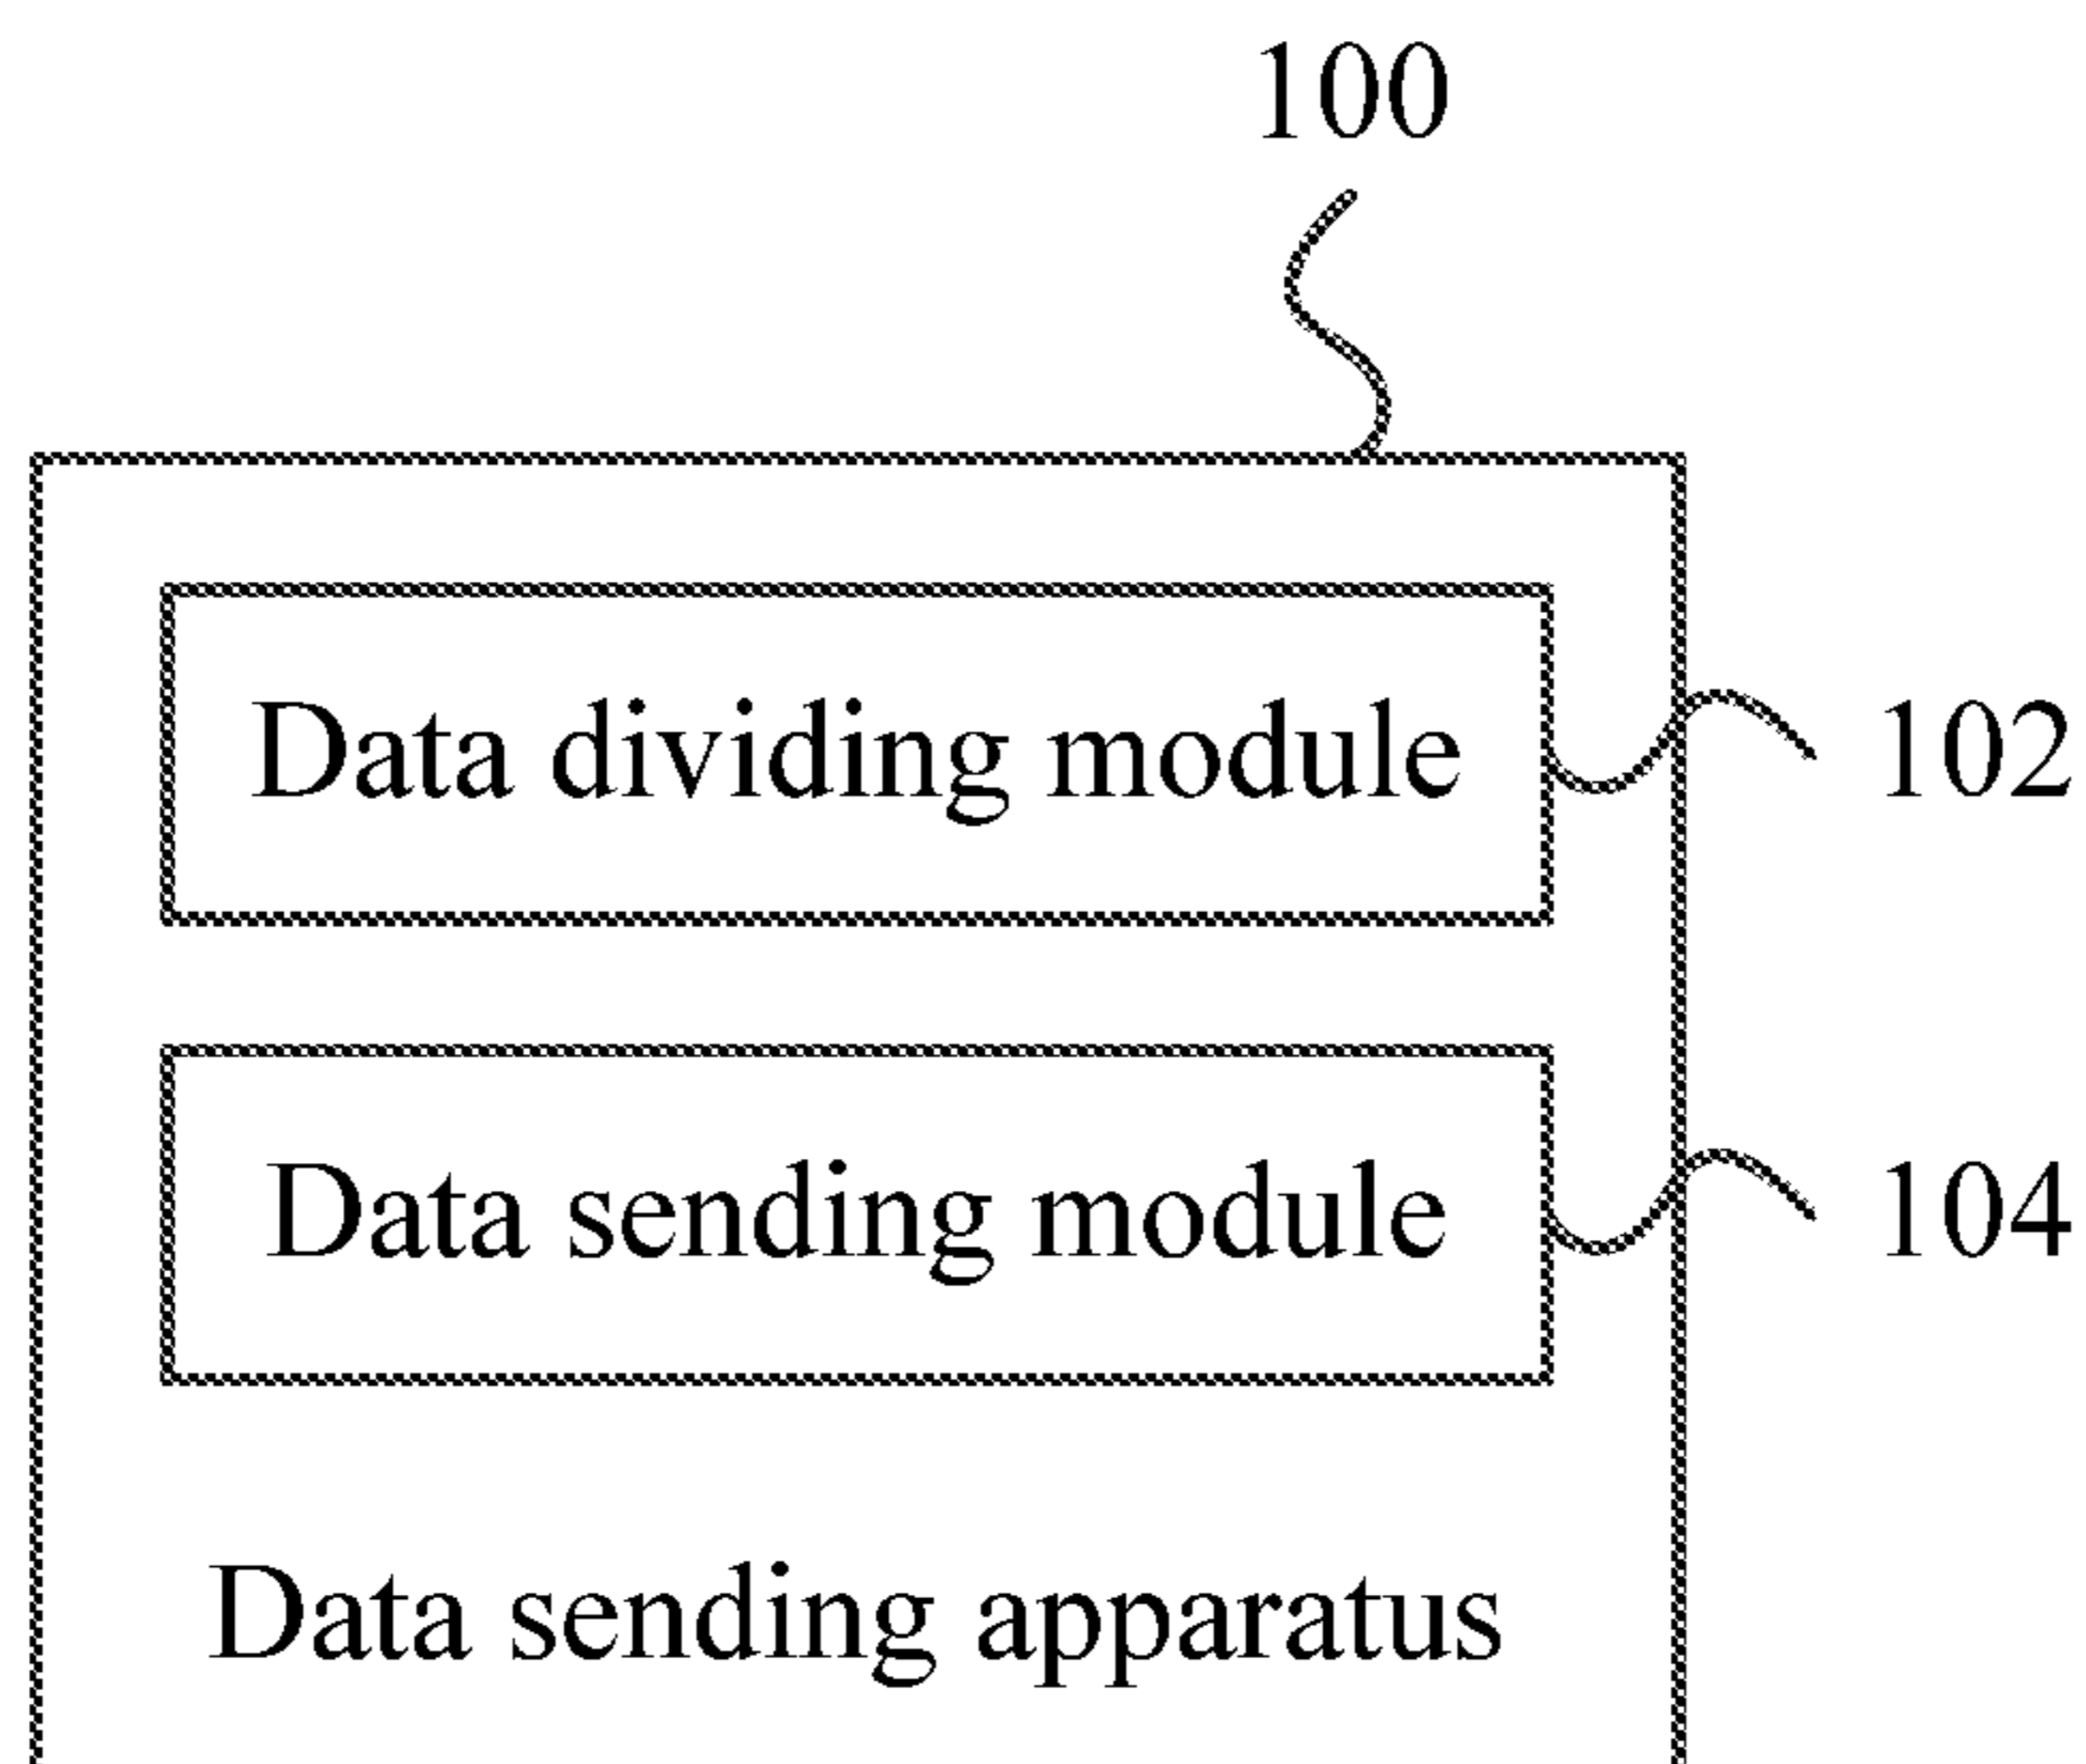 100
Data dividing module 102
Data sending module 104
Data sending apparatus